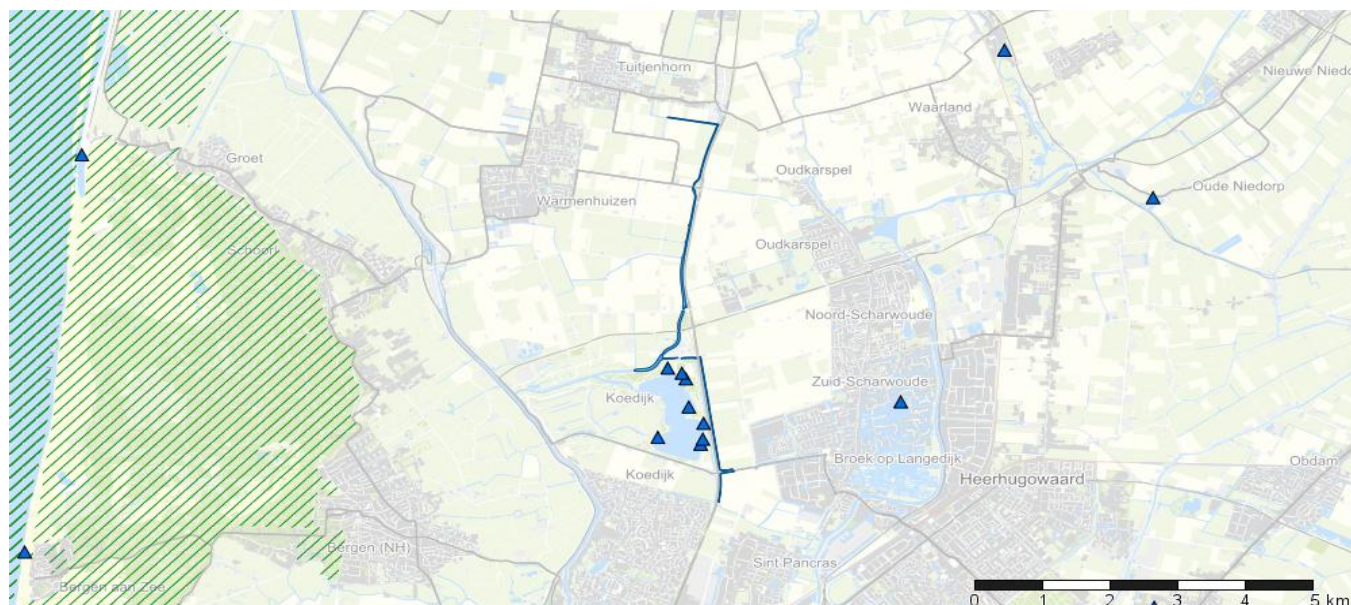 Tuitjenhorn
Nieuwe Niedo
Waarland
Groet
Oudkarspel
Oude Niedorp
Warmenhuizen
Schoorl
Oudkarspel
Noord-Scharwoude
Zuid-Scharwoude
Koedijk
Broek op Langedijk
Obdam
Koedijk
Heerhugowaard
Bergen (NH)
Sint Pancras
Bergen aan Zee
0 1 2 3 4 5 km